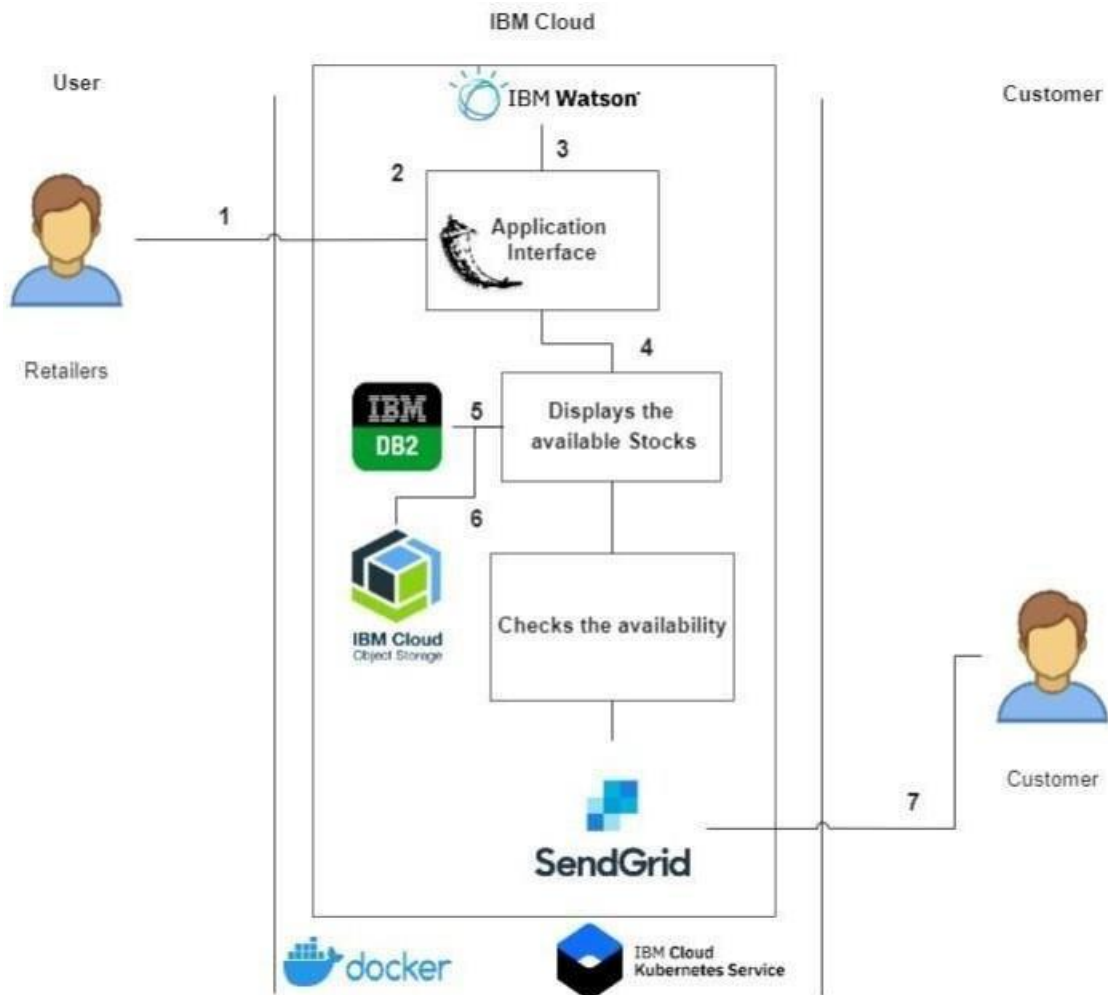 IBM Cloud
User
Customer
IBM Watson
3
2
1
Application
Interface
Retailers
4
IBM
DB2
5
Displays the
available Stocks
6
IBM Cloud
Object Storage
Checks the availability
Customer
7
SendGrid
docker
IBM Cloud
Kubernetes Service